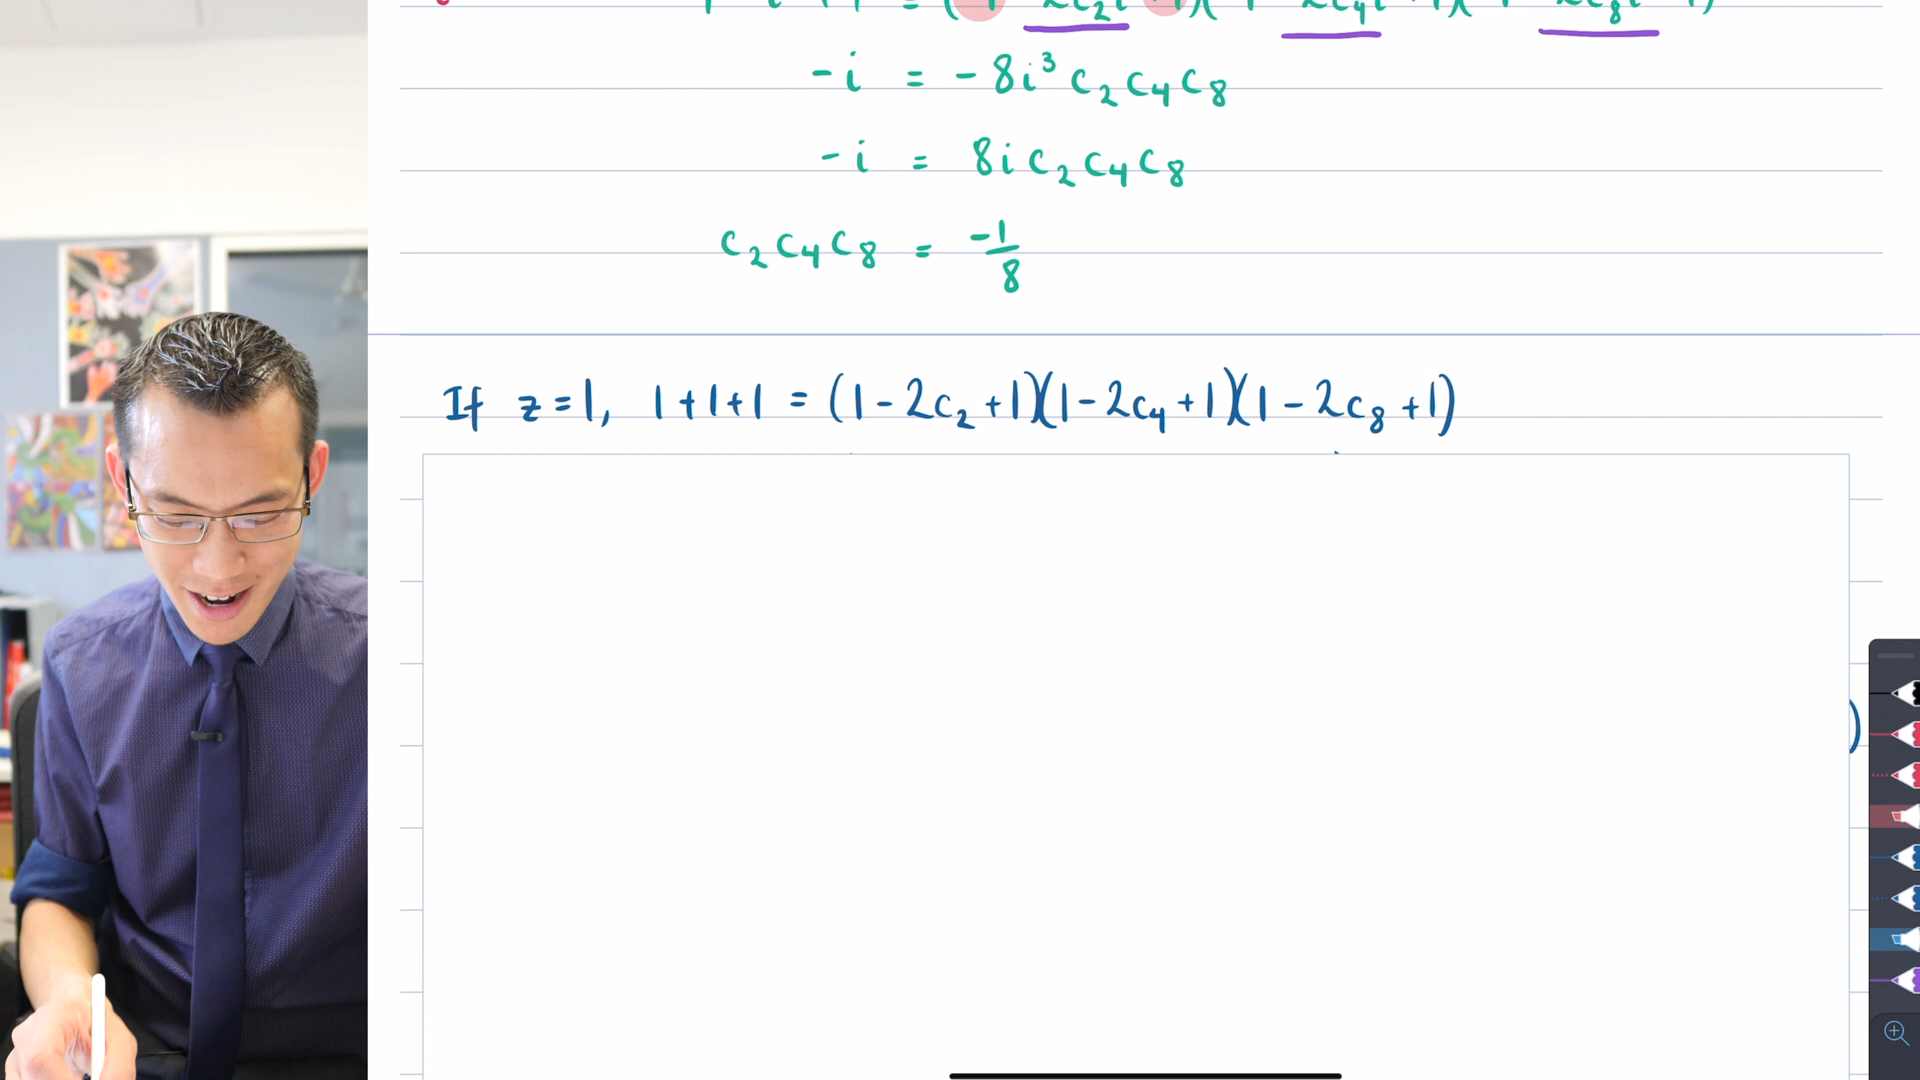 -i = -8i³ c₂c₄c₈
-i = 8i c₂c₄c₈
c₂c₄c₈ = -1/8
If z=1, 1+1+1 = (1-2c₂+1)(1-2c₄+1)(1-2c₈+1)
)